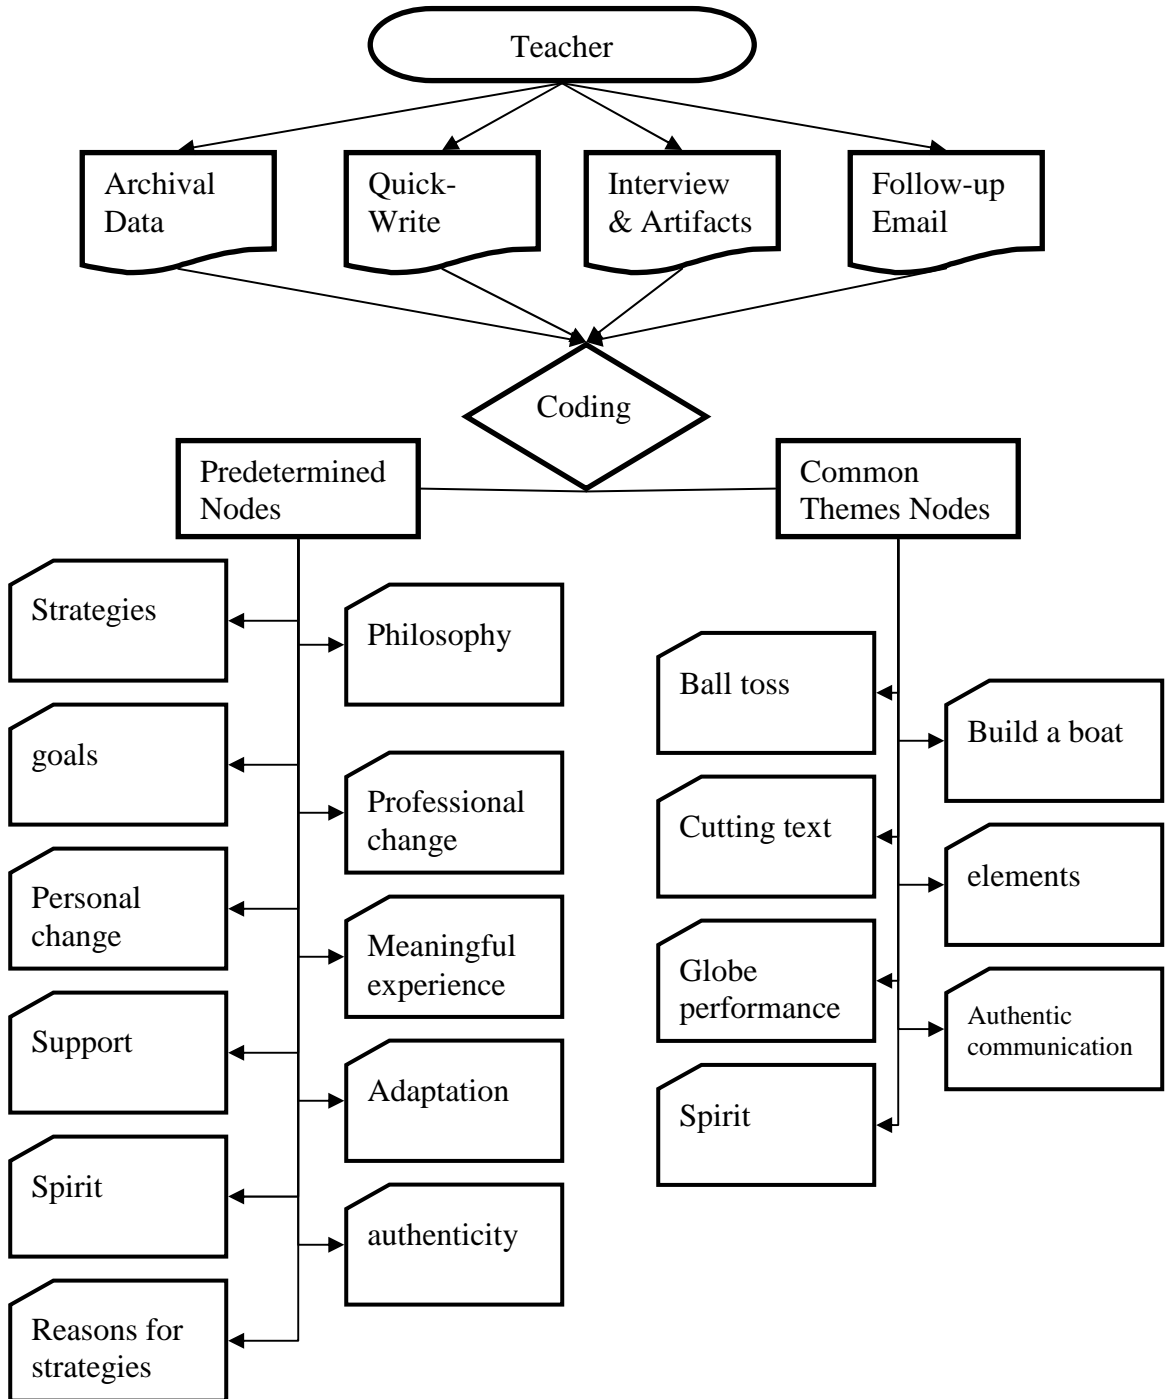 Teacher
Archival
Data
Quick-
Write
Interview
& Artifacts
Follow-up
Email
Coding
Predetermined
Nodes
Common
Themes Nodes
Strategies
Philosophy
goals
Professional
change
Personal
change
Meaningful
experience
Support
Adaptation
Spirit
authenticity
Reasons for
strategies
Ball toss
Build a boat
Cutting text
elements
Globe
performance
Authentic
communication
Spirit